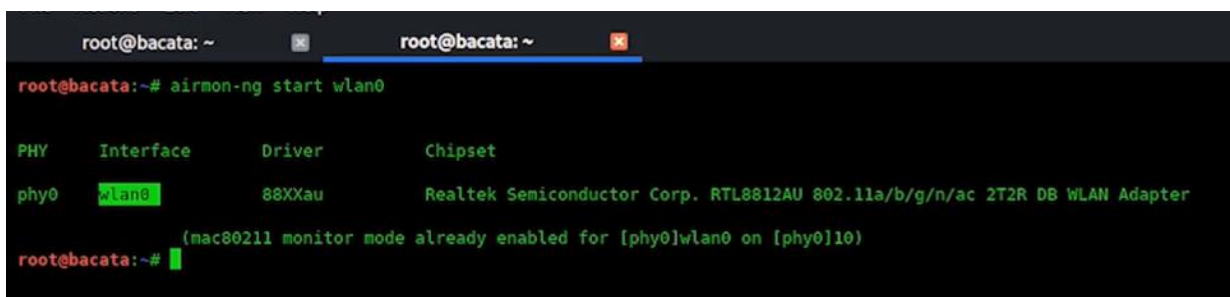 root@bacata: ~ root@bacata: ~
root@bacata:~# airmon-ng start wlan0
PHY Interface Driver Chipset
phy0 wlan0 88XXau Realtek Semiconductor Corp. RTL8812AU 802.11a/b/g/n/ac 2T2R DB WLAN Adapter
(mac80211 monitor mode already enabled for [phy0]wlan0 on [phy0]10)
root@bacata:~#